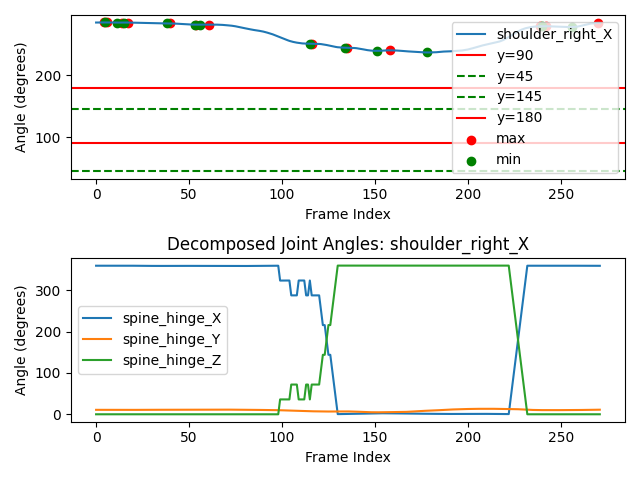 200
100
Angle (degrees)
shoulder_right_X
y=90
y=45
y=145
y=180
max
min
0
50
100
150
200
250
Frame Index
Decomposed Joint Angles: shoulder_right_X
300
200
100
0
Angle (degrees)
spine_hinge_X
spine_hinge_Y
spine_hinge_Z
0
50
100
150
200
250
Frame Index